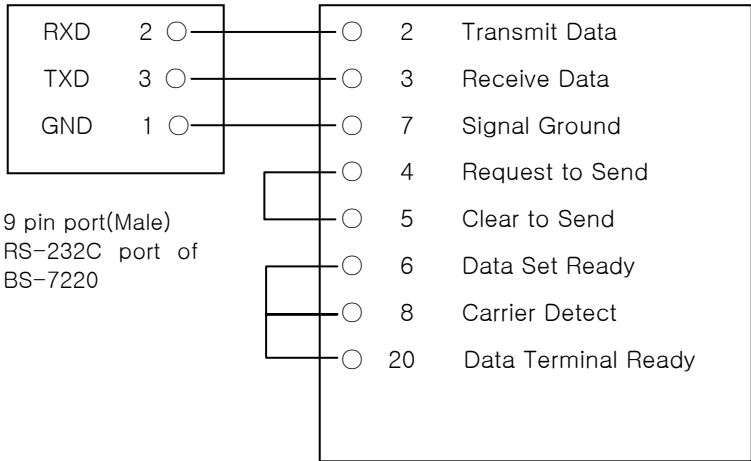 RXD 2 2 Transmit Data
TXD 3 3 Receive Data
GND 1 7 Signal Ground
4 Request to Send
5 Clear to Send
6 Data Set Ready
8 Carrier Detect
20 Data Terminal Ready
9 pin port(Male)
RS-232C port of
BS-7220